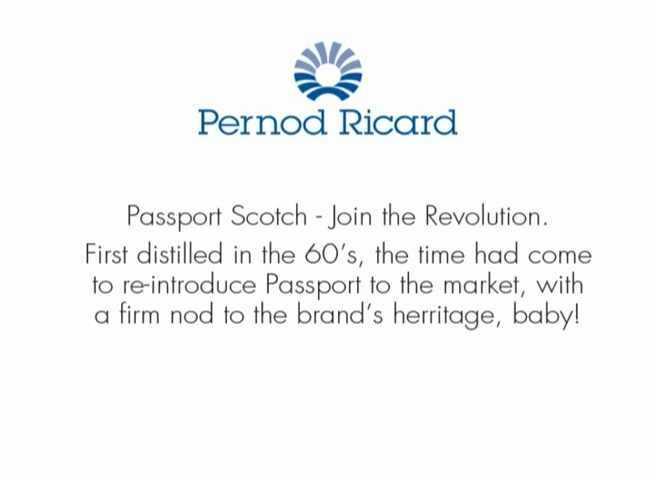 Pernod Ricard
Passport Scotch - Join the Revolution.
First distilled in the 60's, the time had come
to re-introduce Passport to the market, with
a firm nod to the brand's herritage, baby!